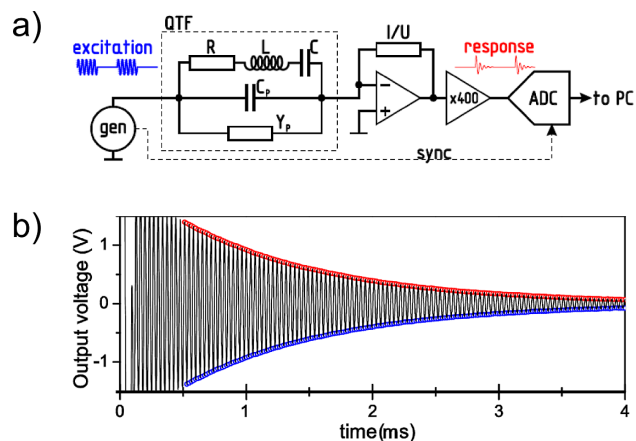 a)
QTF
excitation
R L C
I/U
response
C_P
Y_P
gen
−
+
x400
ADC
to PC
sync
b)
Output voltage (V)
1
0
-1
0 1 2 3 4
time(ms)